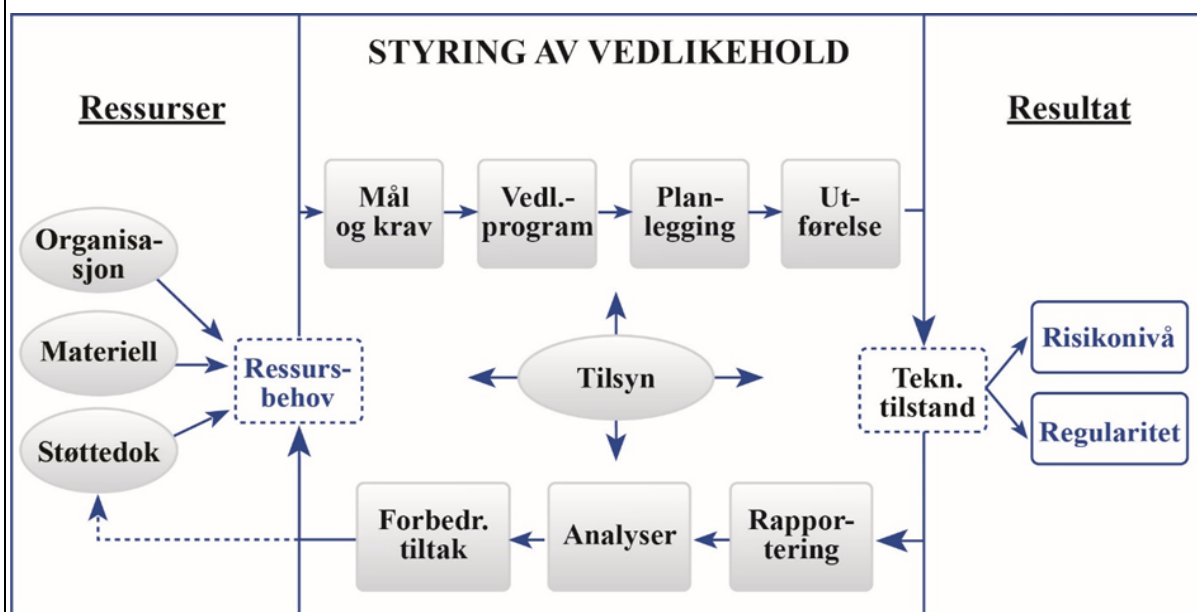 STYRING AV VEDLIKEHOLD
Ressurser
Resultat
Mål
og krav
Vedl.-
program
Plan-
legging
Ut-
førelse
Organisa-
sjon
Materiell
Støttedok
Ressurs-
behov
Tilsyn
Tekn.
tilstand
Risikonivå
Regularitet
Forbedr.
tiltak
Analyser
Rappor-
tering